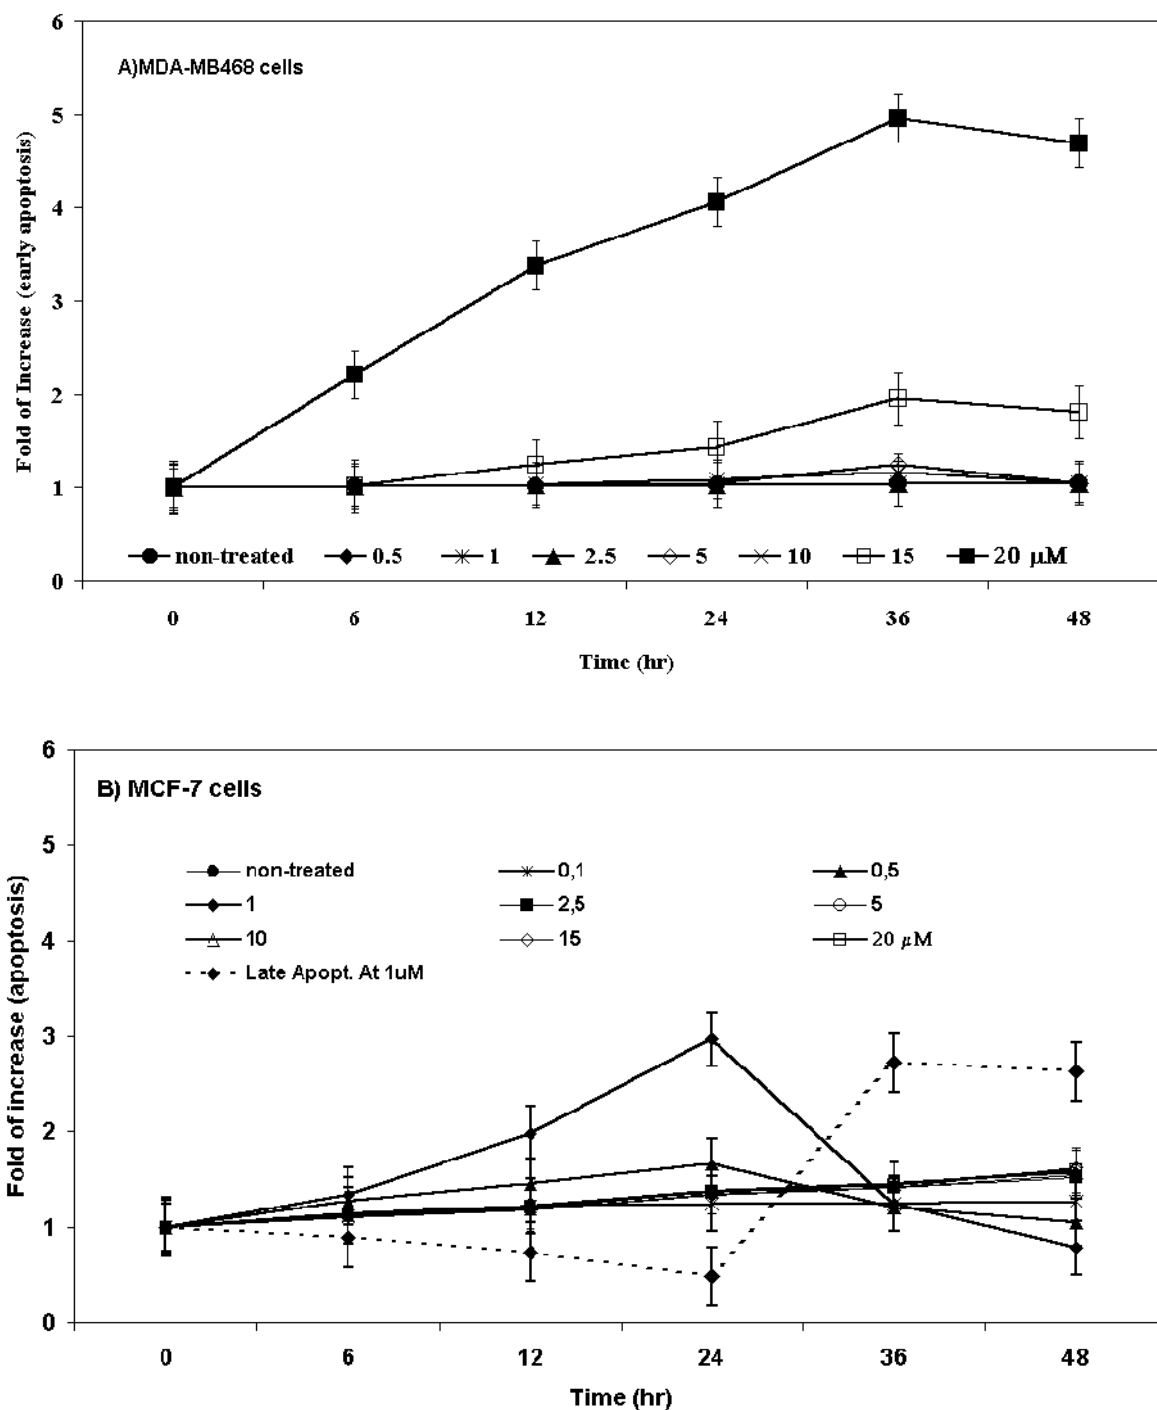 6
A)MDA-MB468 cells
5
4
3
2
1
0
Fold of Increase (early apoptosis)
non-treated 0.5 1 2.5 5 10 15 20 µM
0 6 12 24 36 48
Time (hr)
6
B) MCF-7 cells
5
4
3
2
1
0
Fold of increase (apoptosis)
non-treated 0,1 0,5
1 2,5 5
10 15 20 µM
Late Apopt. At 1uM
0 6 12 24 36 48
Time (hr)